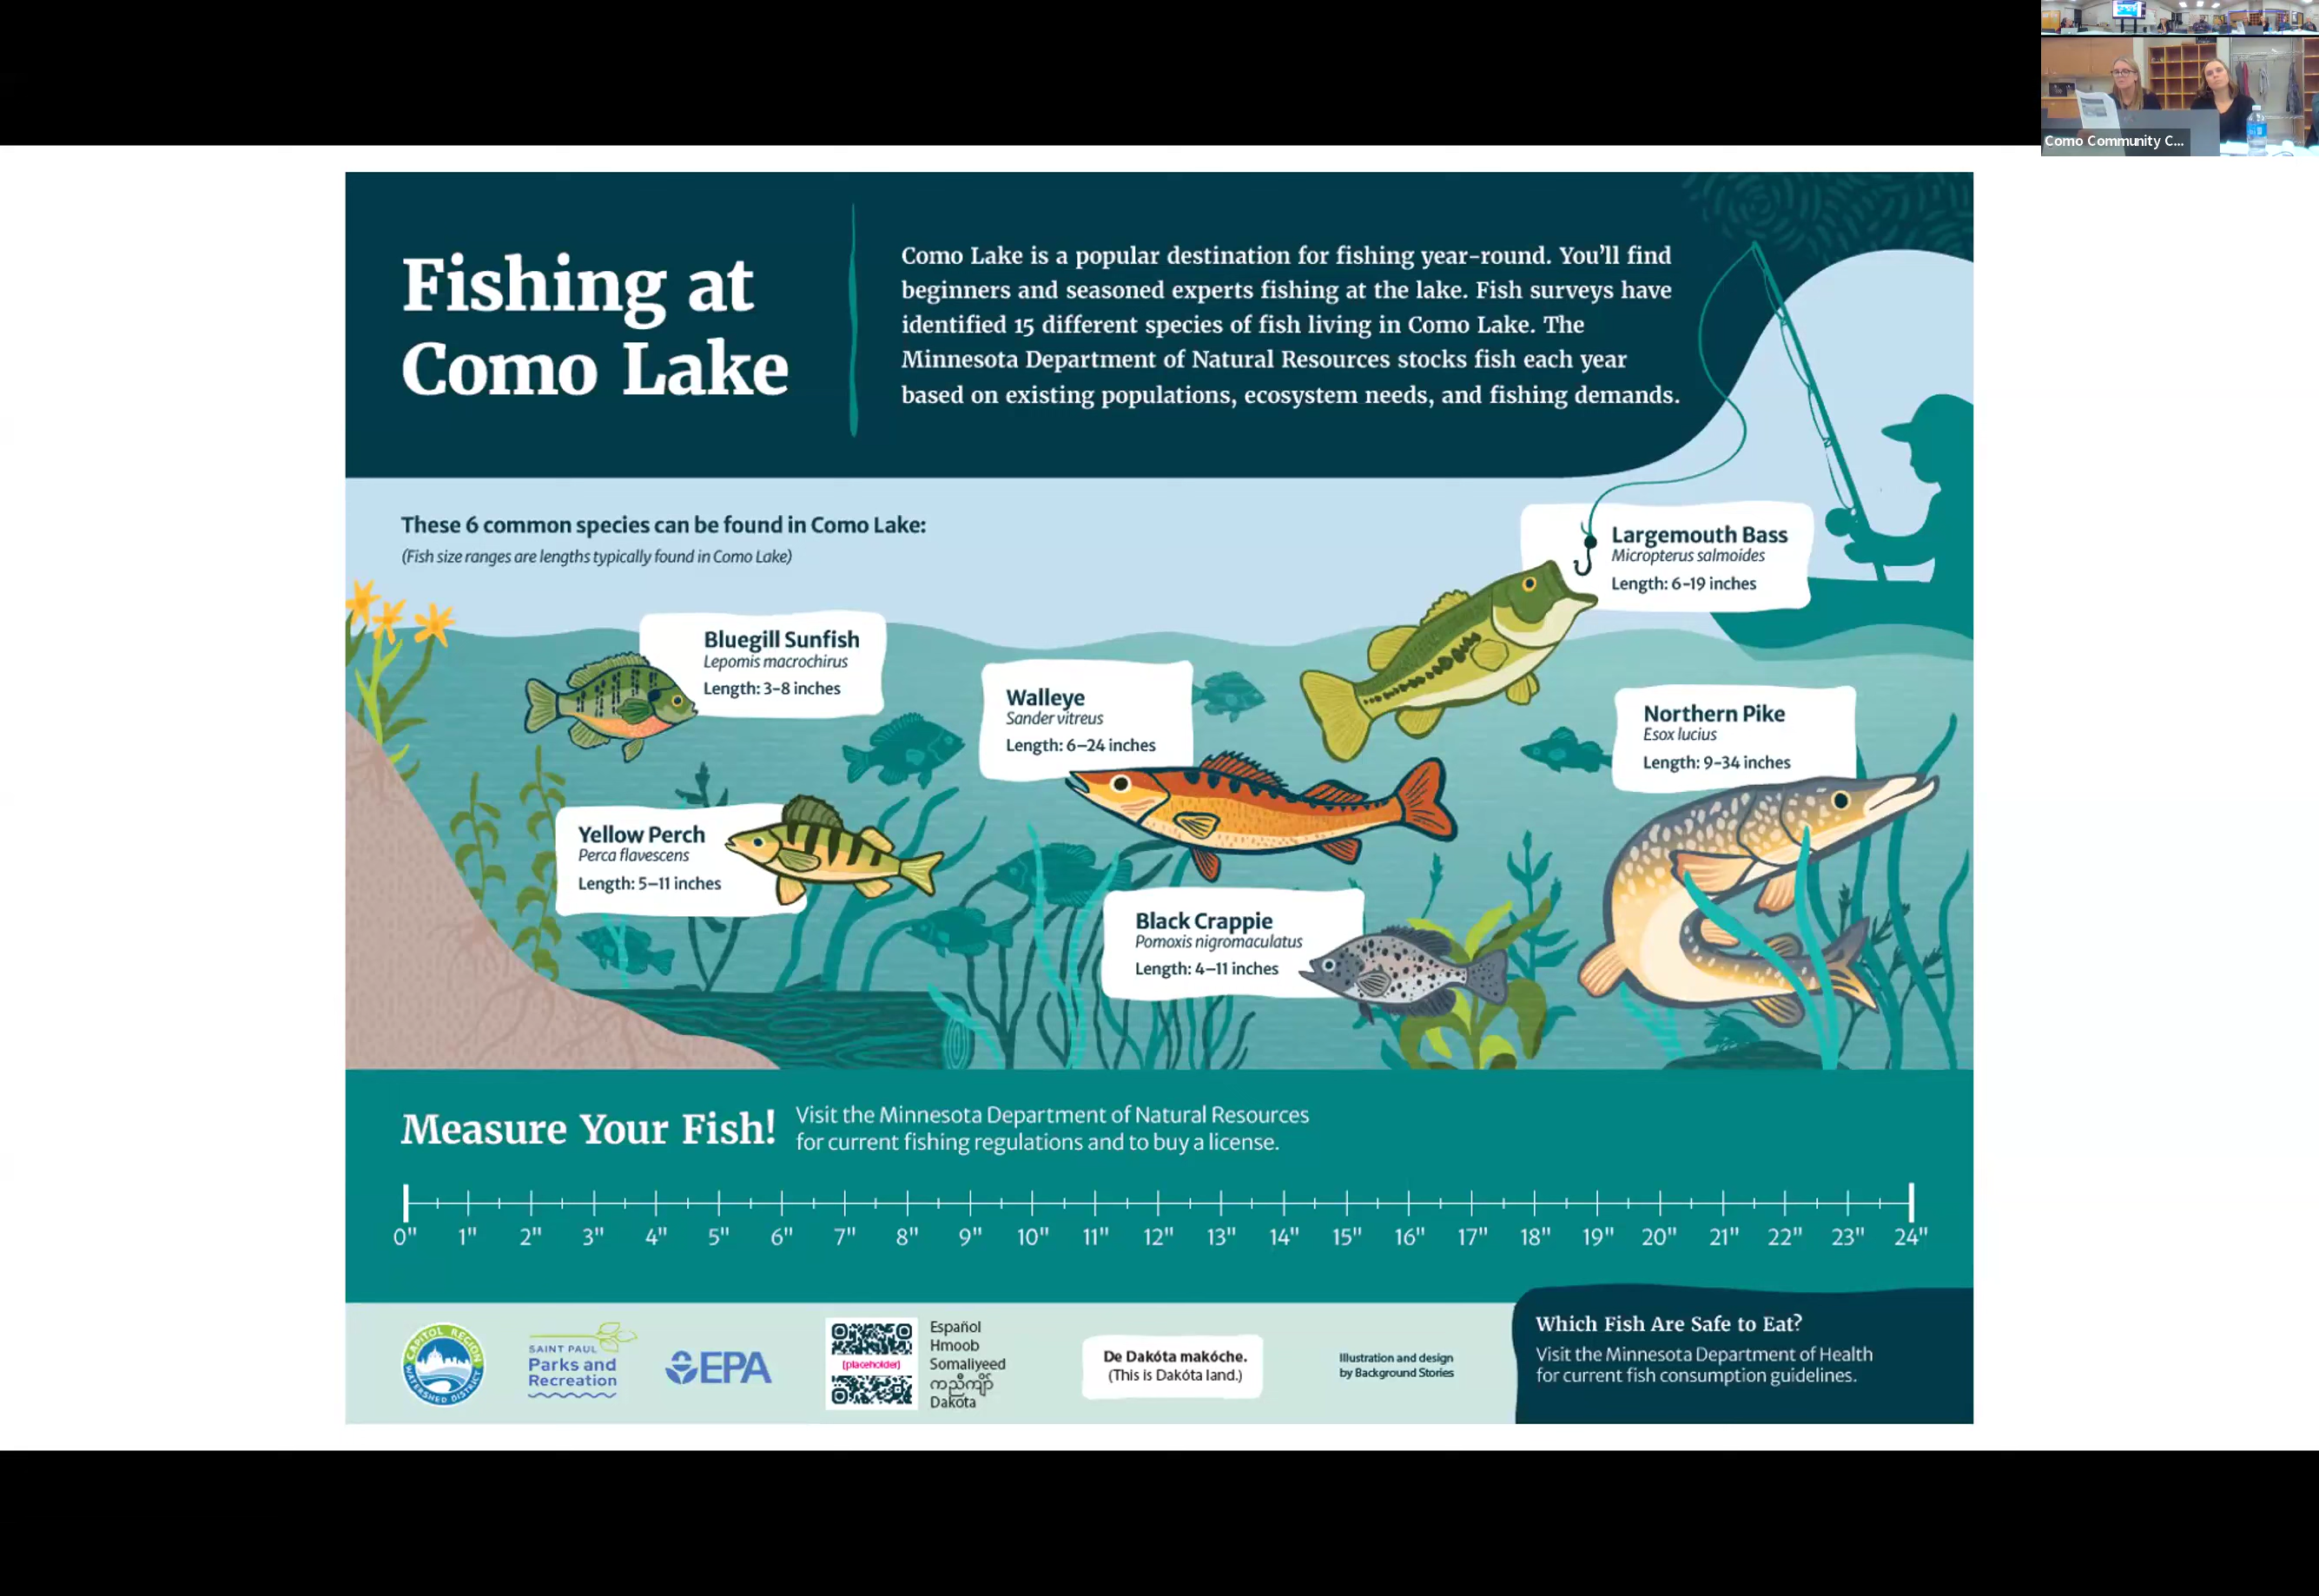 Como Community C...
Fishing at
Como Lake
Como Lake is a popular destination for fishing year-round. You'll find
beginners and seasoned experts fishing at the lake. Fish surveys have
identified 15 different species of fish living in Como Lake. The
Minnesota Department of Natural Resources stocks fish each year
based on existing populations, ecosystem needs, and fishing demands.
These 6 common species can be found in Como Lake:
(Fish size ranges are lengths typically found in Como Lake)
Largemouth Bass
Micropterus salmoides
Length: 6-19 inches
Bluegill Sunfish
Lepomis macrochirus
Length: 3-8 inches
Walleye
Sander vitreus
Length: 6–24 inches
Northern Pike
Esox lucius
Length: 9-34 inches
Yellow Perch
Perca flavescens
Length: 5–11 inches
Black Crappie
Pomoxis nigromaculatus
Length: 4–11 inches
Measure Your Fish!
Visit the Minnesota Department of Natural Resources
for current fishing regulations and to buy a license.
0" 1" 2" 3" 4" 5" 6" 7" 8" 9" 10" 11" 12" 13" 14" 15" 16" 17" 18" 19" 20" 21" 22" 23" 24"
CAPITOL REGION
WATERSHED DISTRICT
SAINT PAUL
Parks and
Recreation
EPA
[placeholder]
Español
Hmoob
Somaliyeed
ကညီကျိာ်
Dakota
De Dakóta makóche.
(This is Dakóta land.)
Illustration and design
by Background Stories
Which Fish Are Safe to Eat?
Visit the Minnesota Department of Health
for current fish consumption guidelines.